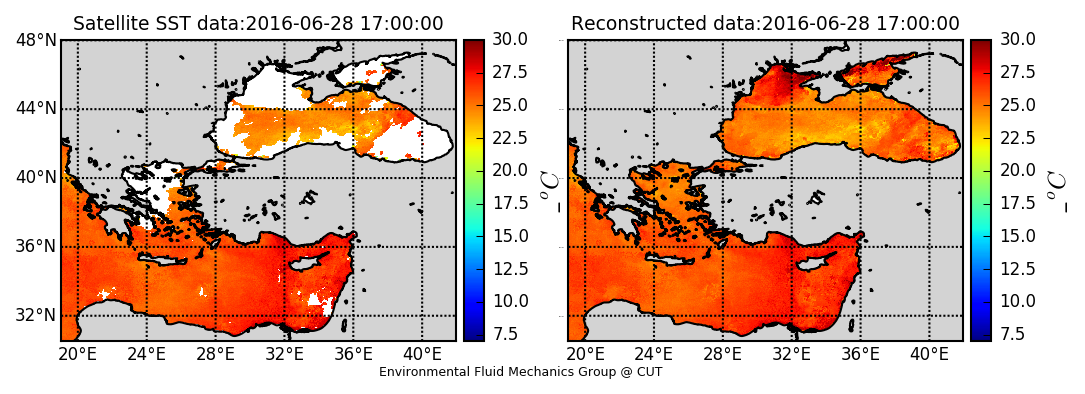 Satellite SST data:2016-06-28 17:00:00
Reconstructed data:2016-06-28 17:00:00
48°N
44°N
40°N
36°N
32°N
20°E 24°E 28°E 32°E 36°E 40°E
30.0
27.5
25.0
22.5
20.0
17.5
15.0
12.5
10.0
7.5
_ °C
20°E 24°E 28°E 32°E 36°E 40°E
30.0
27.5
25.0
22.5
20.0
17.5
15.0
12.5
10.0
7.5
_ °C
Environmental Fluid Mechanics Group @ CUT